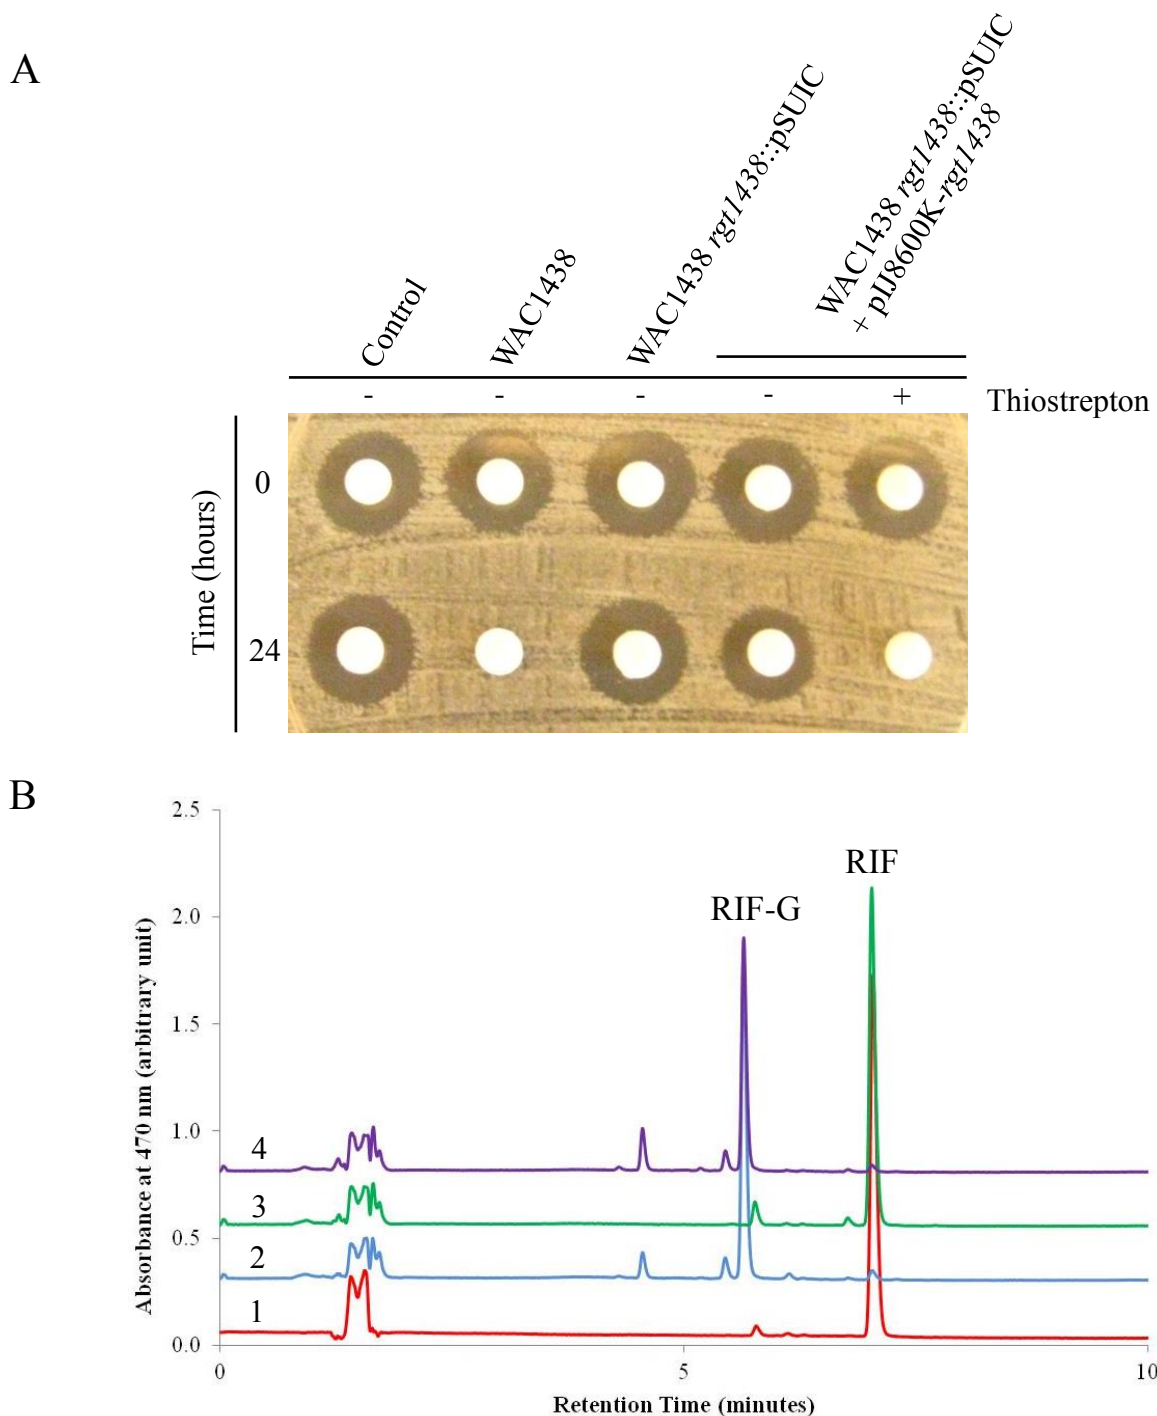 A
Control
WAC1438
WAC1438 rgt1438::pSUIC
WAC1438 rgt1438::pSUIC
+ pIJ8600K-rgt1438
- - - - + Thiostrepton
Time (hours)
0
24
B
2.5
2.0
1.5
1.0
0.5
0.0
Absorbance at 470 nm (arbitrary unit)
RIF-G
RIF
4
3
2
1
0 5 10
Retention Time (minutes)